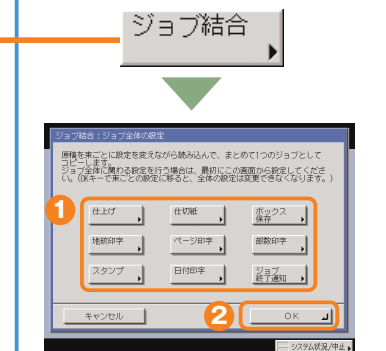 ジョブ結合
ジョブ結合：ジョブ全体の設定
原稿を束ごとに設定を変えながら読み込んで、まとめて1つのジョブとして
コピーします。
ジョブ全体に関わる設定を行う場合は、最初にこの画面から設定してくださ
い。（OKキーで束ごとの設定に移ると、全体の設定は変更できなくなります。）
1
仕上げ 仕切紙 ボックス
保存
地紋印字 ページ印字 部数印字
スタンプ 日付印字 ジョブ
終了通知
キャンセル 2 OK
システム状況/中止